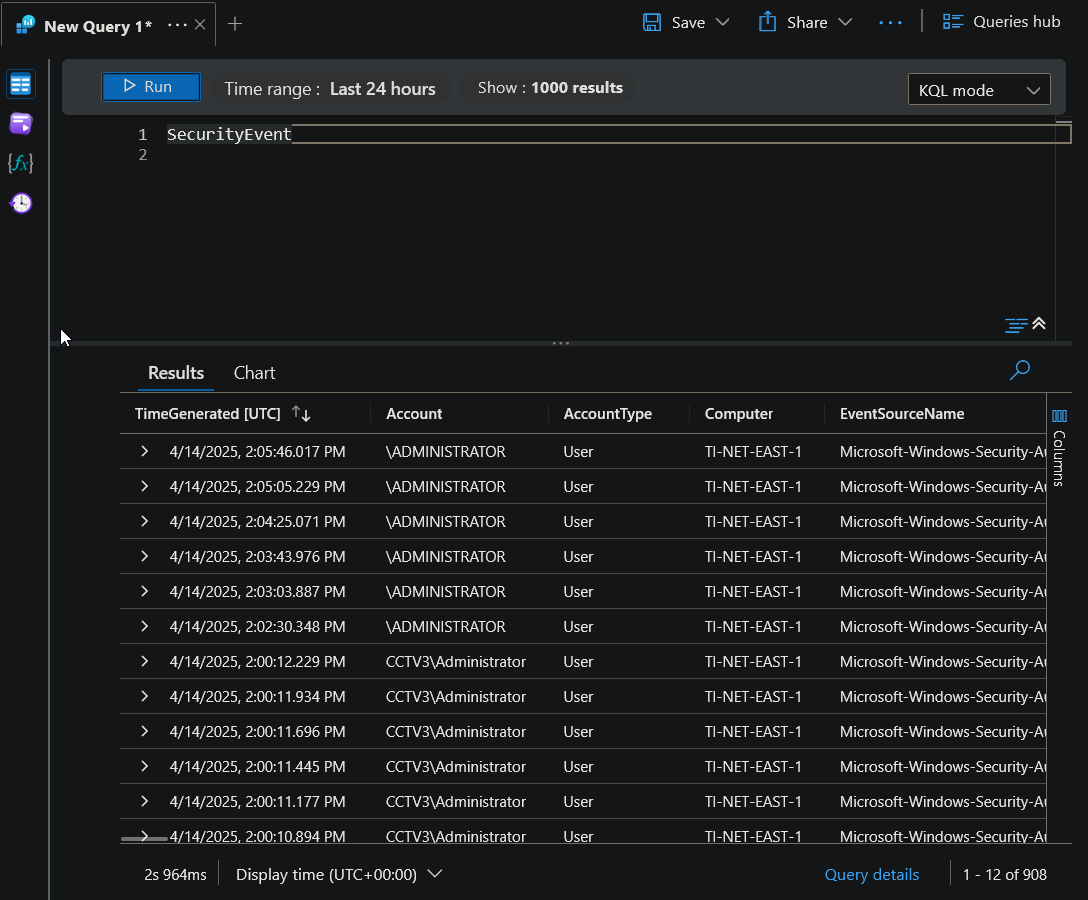 New Query 1* ··· × +
Save Share ··· Queries hub
Run Time range : Last 24 hours Show : 1000 results KQL mode
1 SecurityEvent
2
{fx}
Results Chart
TimeGenerated [UTC] ↑↓ Account AccountType Computer EventSourceName
4/14/2025, 2:05:46.017 PM \ADMINISTRATOR User TI-NET-EAST-1 Microsoft-Windows-Security-Au
4/14/2025, 2:05:05.229 PM \ADMINISTRATOR User TI-NET-EAST-1 Microsoft-Windows-Security-Au
4/14/2025, 2:04:25.071 PM \ADMINISTRATOR User TI-NET-EAST-1 Microsoft-Windows-Security-Au
4/14/2025, 2:03:43.976 PM \ADMINISTRATOR User TI-NET-EAST-1 Microsoft-Windows-Security-Au
4/14/2025, 2:03:03.887 PM \ADMINISTRATOR User TI-NET-EAST-1 Microsoft-Windows-Security-Au
4/14/2025, 2:02:30.348 PM \ADMINISTRATOR User TI-NET-EAST-1 Microsoft-Windows-Security-Au
4/14/2025, 2:00:12.229 PM CCTV3\Administrator User TI-NET-EAST-1 Microsoft-Windows-Security-Au
4/14/2025, 2:00:11.934 PM CCTV3\Administrator User TI-NET-EAST-1 Microsoft-Windows-Security-Au
4/14/2025, 2:00:11.696 PM CCTV3\Administrator User TI-NET-EAST-1 Microsoft-Windows-Security-Au
4/14/2025, 2:00:11.445 PM CCTV3\Administrator User TI-NET-EAST-1 Microsoft-Windows-Security-Au
4/14/2025, 2:00:11.177 PM CCTV3\Administrator User TI-NET-EAST-1 Microsoft-Windows-Security-Au
4/14/2025, 2:00:10.894 PM CCTV3\Administrator User TI-NET-EAST-1 Microsoft-Windows-Security-Au
Columns
2s 964ms Display time (UTC+00:00) Query details 1 - 12 of 908